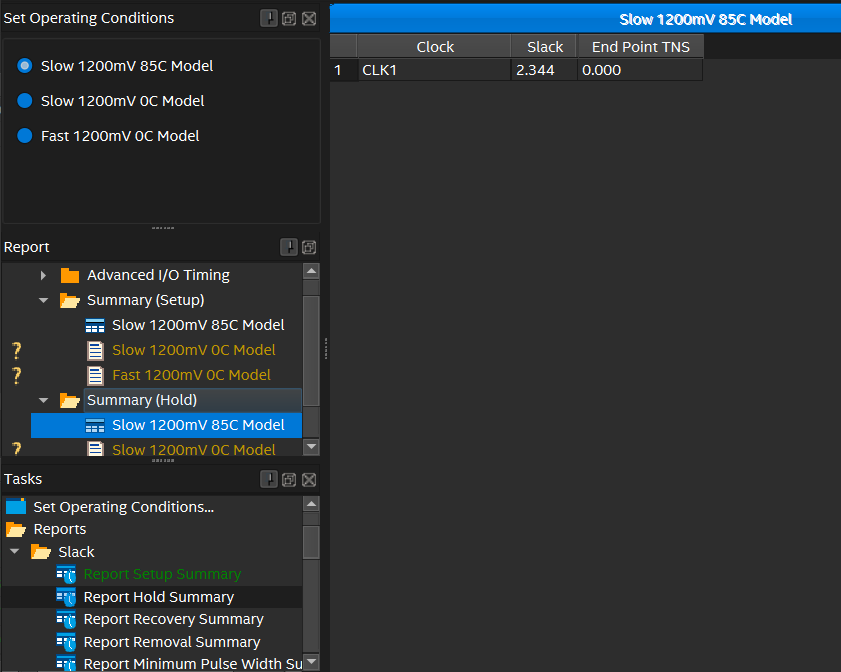 Set Operating Conditions
Slow 1200mV 85C Model
Slow 1200mV 0C Model
Fast 1200mV 0C Model
Report
Advanced I/O Timing
Summary (Setup)
Slow 1200mV 85C Model
? Slow 1200mV 0C Model
? Fast 1200mV 0C Model
Summary (Hold)
Slow 1200mV 85C Model
? Slow 1200mV 0C Model
Tasks
Set Operating Conditions...
Reports
Slack
Report Setup Summary
Report Hold Summary
Report Recovery Summary
Report Removal Summary
Report Minimum Pulse Width Su
Slow 1200mV 85C Model
Clock Slack End Point TNS
1 CLK1 2.344 0.000